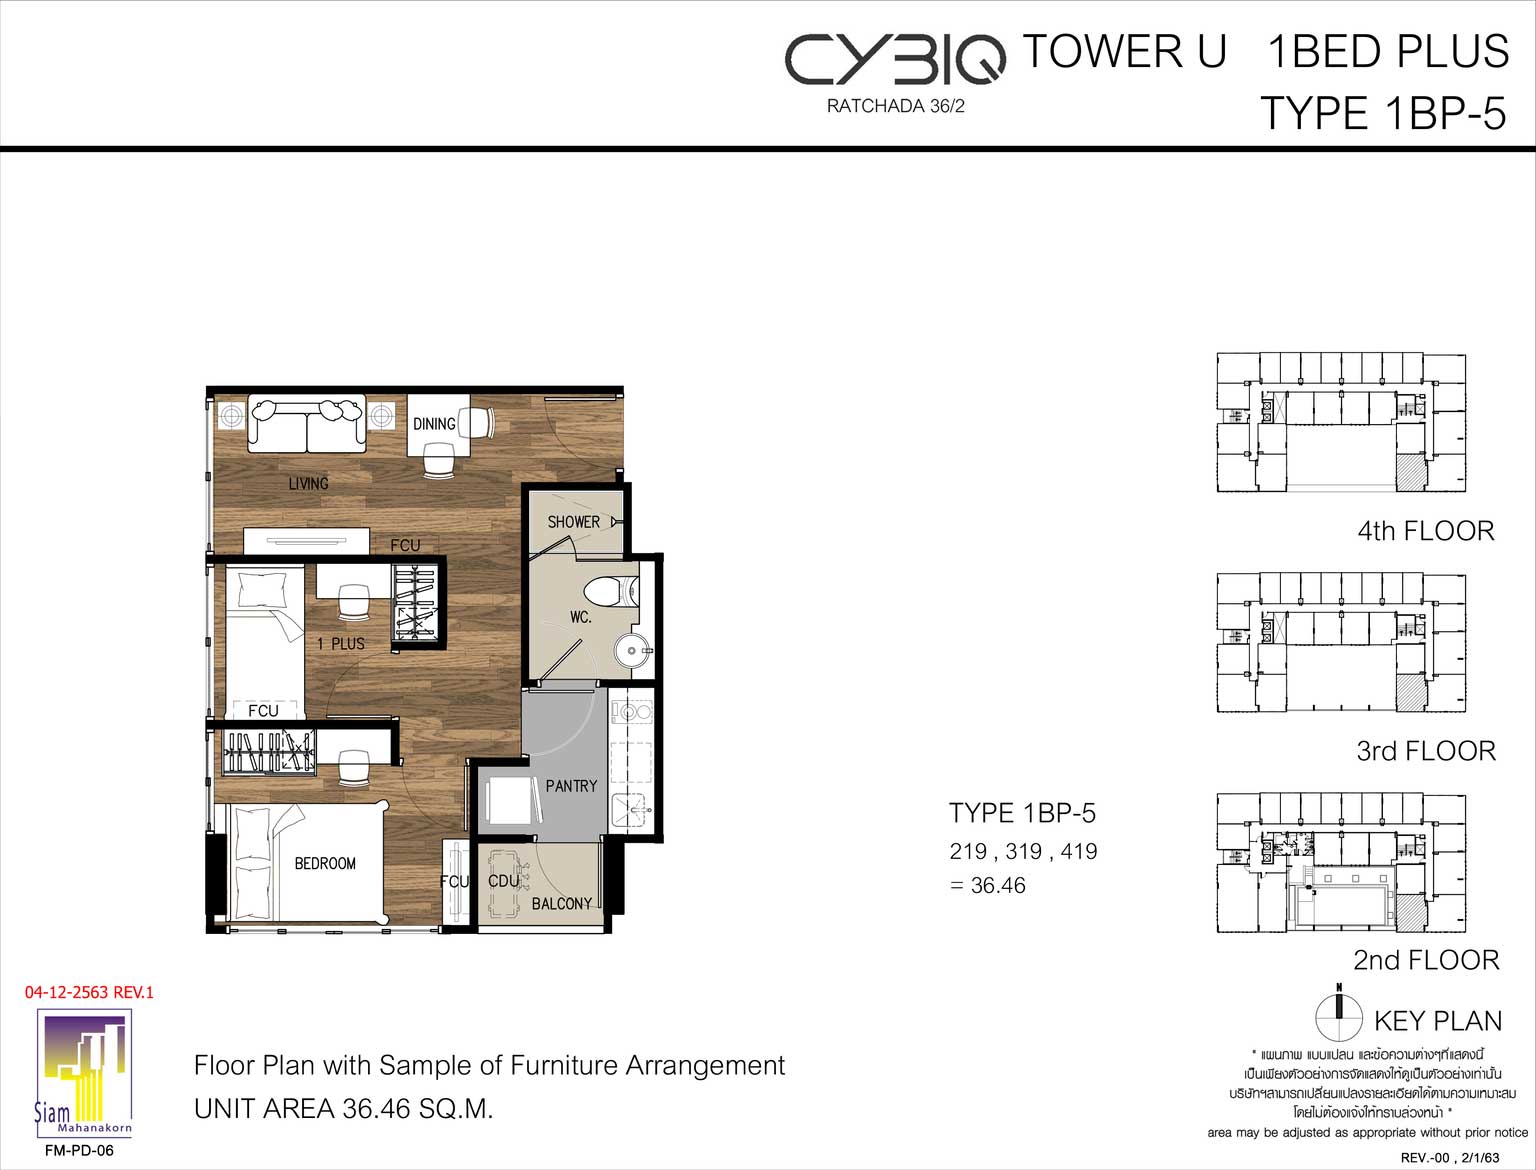 CYBIQ TOWER U 1BED PLUS
RATCHADA 36/2
TYPE 1BP-5
DINING
LIVING
FCU
SHOWER
WC.
1 PLUS
FCU
PANTRY
BEDROOM
FCU
CDU
BALCONY
TYPE 1BP-5
219 , 319 , 419
= 36.46
4th FLOOR
3rd FLOOR
2nd FLOOR
N
KEY PLAN
* แผนภาพ แบบแปลน และข้อความต่างๆที่แสดงนี้
เป็นเพียงตัวอย่างการจัดแสดงให้ดูเป็นตัวอย่างเท่านั้น
บริษัทฯสามารถเปลี่ยนแปลงรายละเอียดได้ตามความเหมาะสม
โดยไม่ต้องแจ้งให้ทราบล่วงหน้า *
area may be adjusted as appropriate without prior notice
REV.-00 , 2/1/63
04-12-2563 REV.1
Siam
Mahanakorn
FM-PD-06
Floor Plan with Sample of Furniture Arrangement
UNIT AREA 36.46 SQ.M.